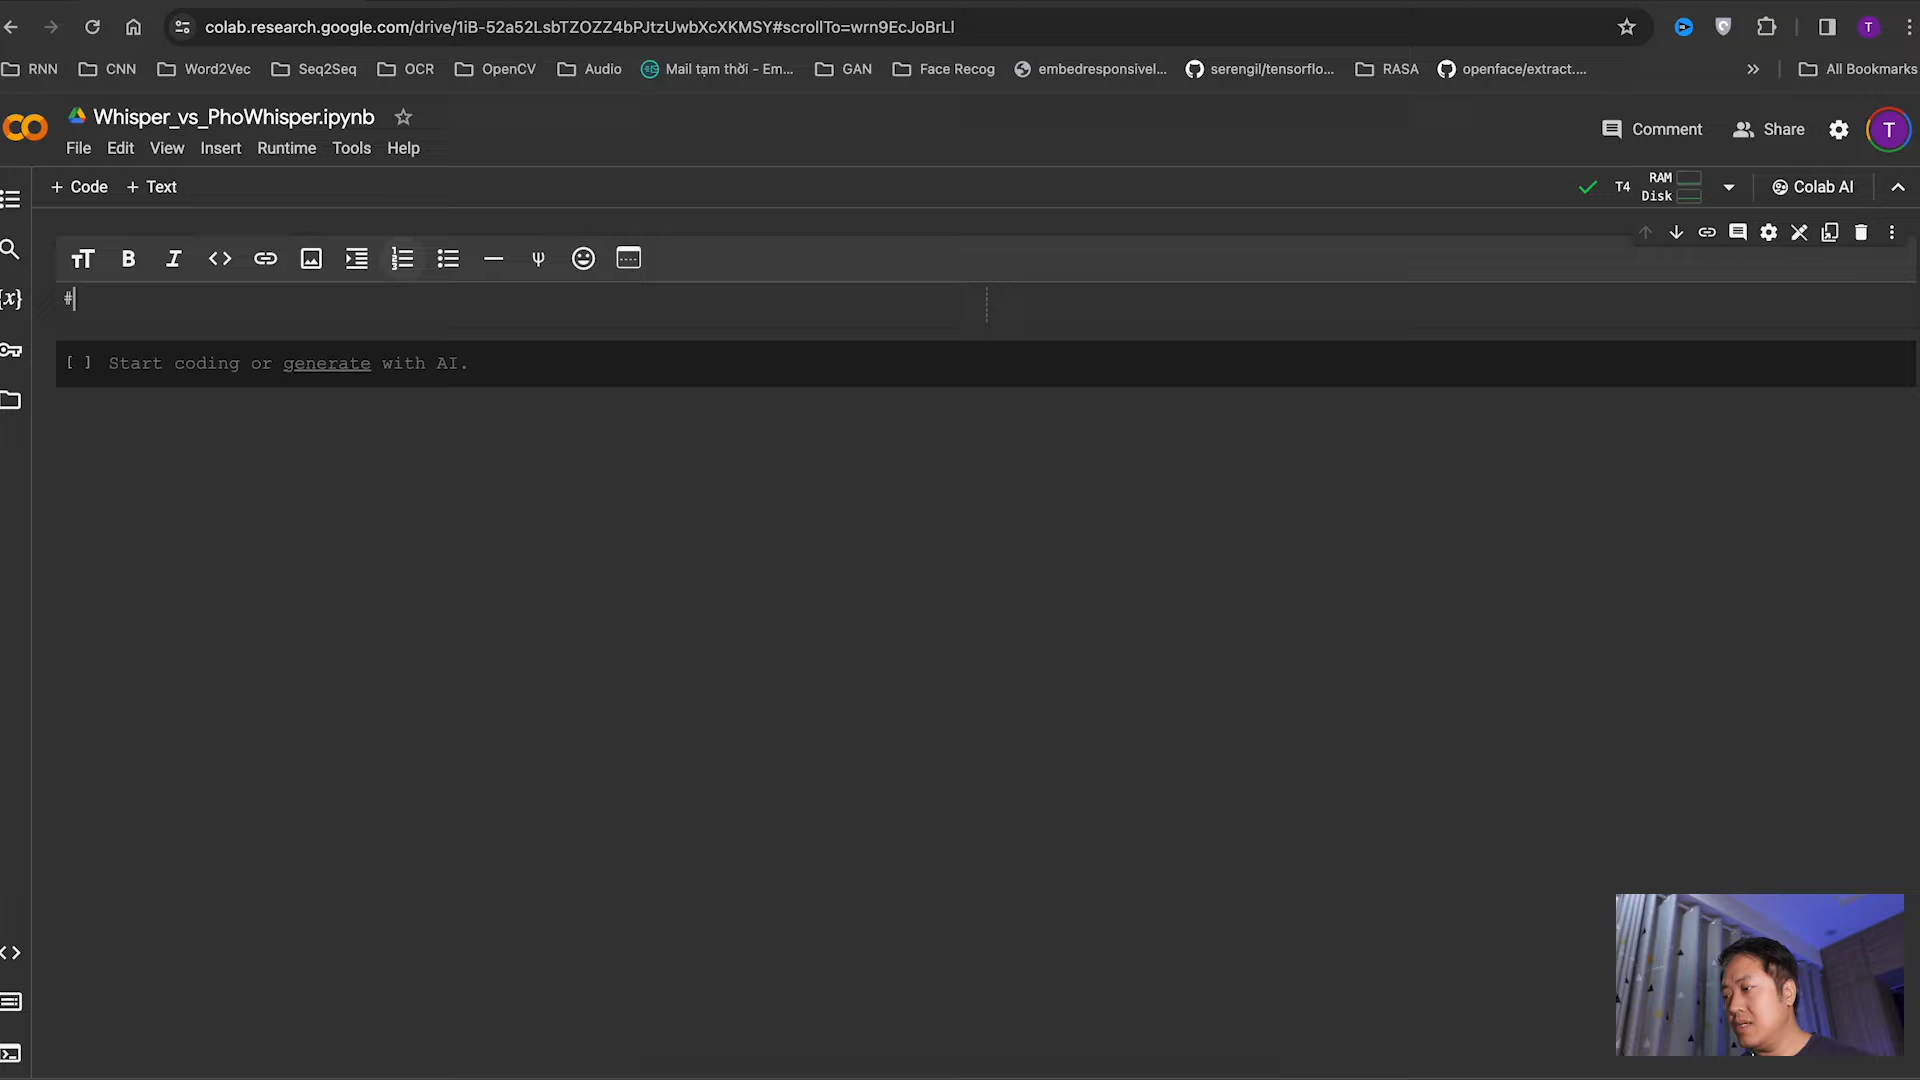 colab.research.google.com/drive/1iB-52a52LsbTZOZZ4bPJtzUwbXcXKMSY#scrollTo=wrn9EcJoBrLl
T
RNN CNN Word2Vec Seq2Seq OCR OpenCV Audio Mail tạm thời - Em... GAN Face Recog embedresponsivel... serengil/tensorflo... RASA openface/extract.... » All Bookmarks
CO Whisper_vs_PhoWhisper.ipynb
Comment Share T
File Edit View Insert Runtime Tools Help
+ Code + Text
T4 RAM
Disk
Colab AI
TT B I <> Ψ
#
{x}
[ ] Start coding or generate with AI.